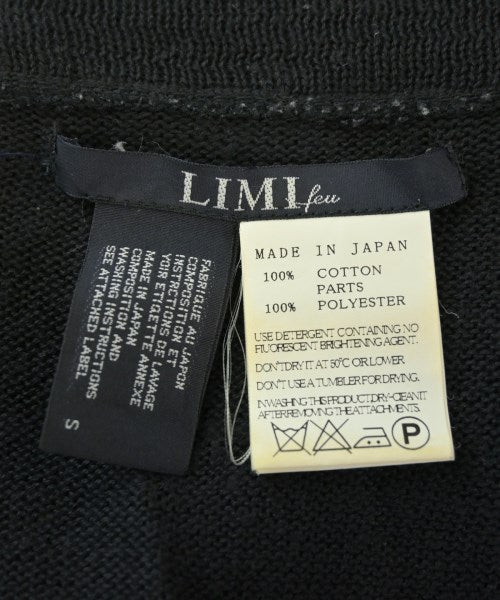 LIMI feu
FABRIQUE AU JAPON
COMPOSITION ET
INSTRUCTION DE LAVAGE
VOIR ETIQUETTE ANNEXE
MADE IN JAPAN
COMPOSITION AND
WASHING INSTRUCTIONS
SEE ATTACHED LABEL
S
MADE IN JAPAN
100% COTTON
PARTS
100% POLYESTER
USE DETERGENT CONTAINING NO
FLUORESCENT BRIGHTENING AGENT.
DON'T DRY IT AT 50°C OR LOWER
DON'T USE A TUMBLER FOR DRYING.
IN WASHING THIS PRODUCT, DRY-CLEAN IT
AFTER REMOVING THE ATTACHMENTS.
P